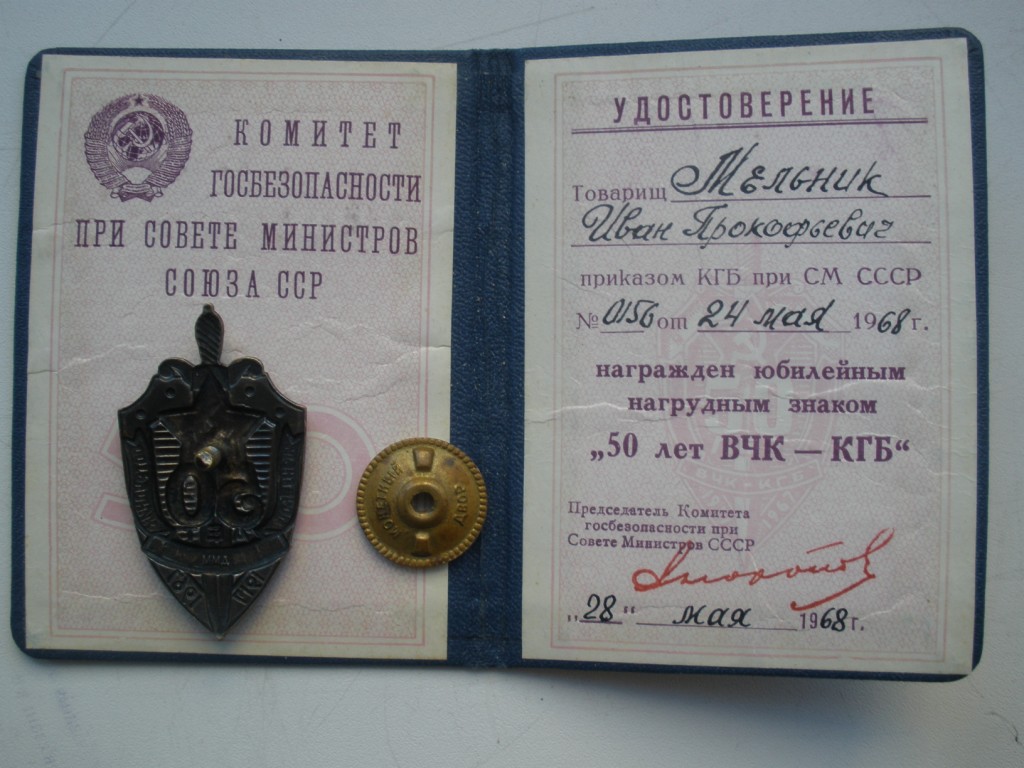 КОМИТЕТ
ГОСБЕЗОПАСНОСТИ
ПРИ СОВЕТЕ МИНИСТРОВ
СОЮЗА ССР
МОНЕТНЫЙ
ДВОР
УДОСТОВЕРЕНИЕ
Товарищ Мельник
Иван Прокофьевич
приказом КГБ при СМ СССР
№ 0156 от 24 мая 1968 г.
награжден юбилейным
нагрудным знаком
„50 лет ВЧК — КГБ“
Председатель Комитета
госбезопасности при
Совете Министров СССР
„28“ мая 1968 г.